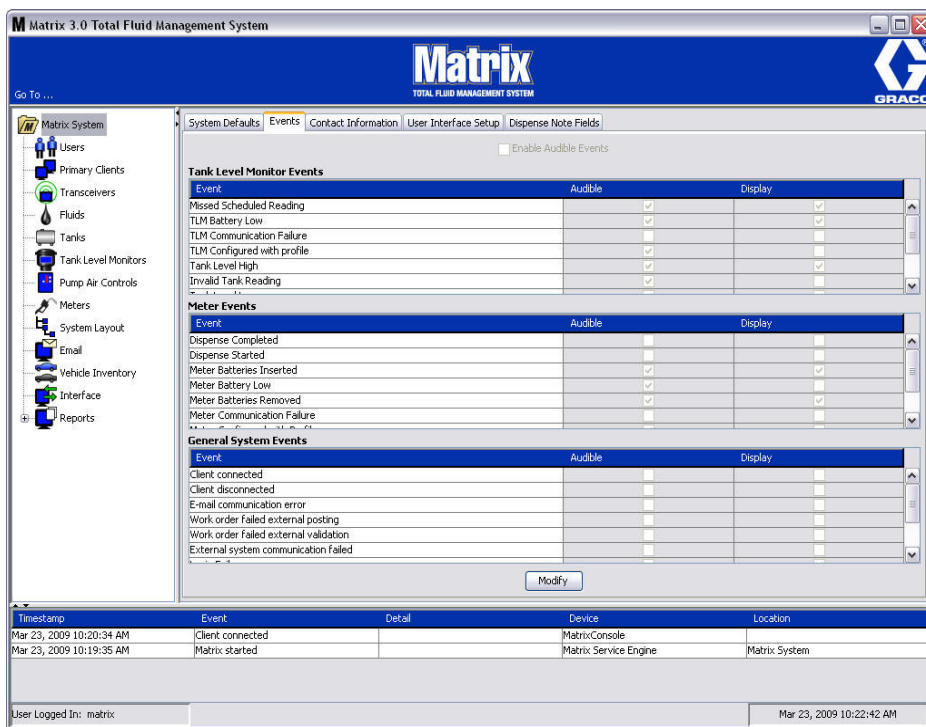 Matrix 3.0 Total Fluid Management System
Matrix
TOTAL FLUID MANAGEMENT SYSTEM
G
GRACO
Go To ...
Matrix System
Users
Primary Clients
Transceivers
Fluids
Tanks
Tank Level Monitors
Pump Air Controls
Meters
System Layout
Email
Vehicle Inventory
Interface
Reports
System Defaults Events Contact Information User Interface Setup Dispense Note Fields
Enable Audible Events
Tank Level Monitor Events
Event Audible Display
Missed Scheduled Reading
TLM Battery Low
TLM Communication Failure
TLM Configured with profile
Tank Level High
Invalid Tank Reading
Meter Events
Event Audible Display
Dispense Completed
Dispense Started
Meter Batteries Inserted
Meter Battery Low
Meter Batteries Removed
Meter Communication Failure
General System Events
Event Audible Display
Client connected
Client disconnected
E-mail communication error
Work order failed external posting
Work order failed external validation
External system communication failed
Modify
Timestamp Event Detail Device Location
Mar 23, 2009 10:20:34 AM Client connected MatrixConsole
Mar 23, 2009 10:19:35 AM Matrix started Matrix Service Engine Matrix System
User Logged In: matrix Mar 23, 2009 10:22:42 AM